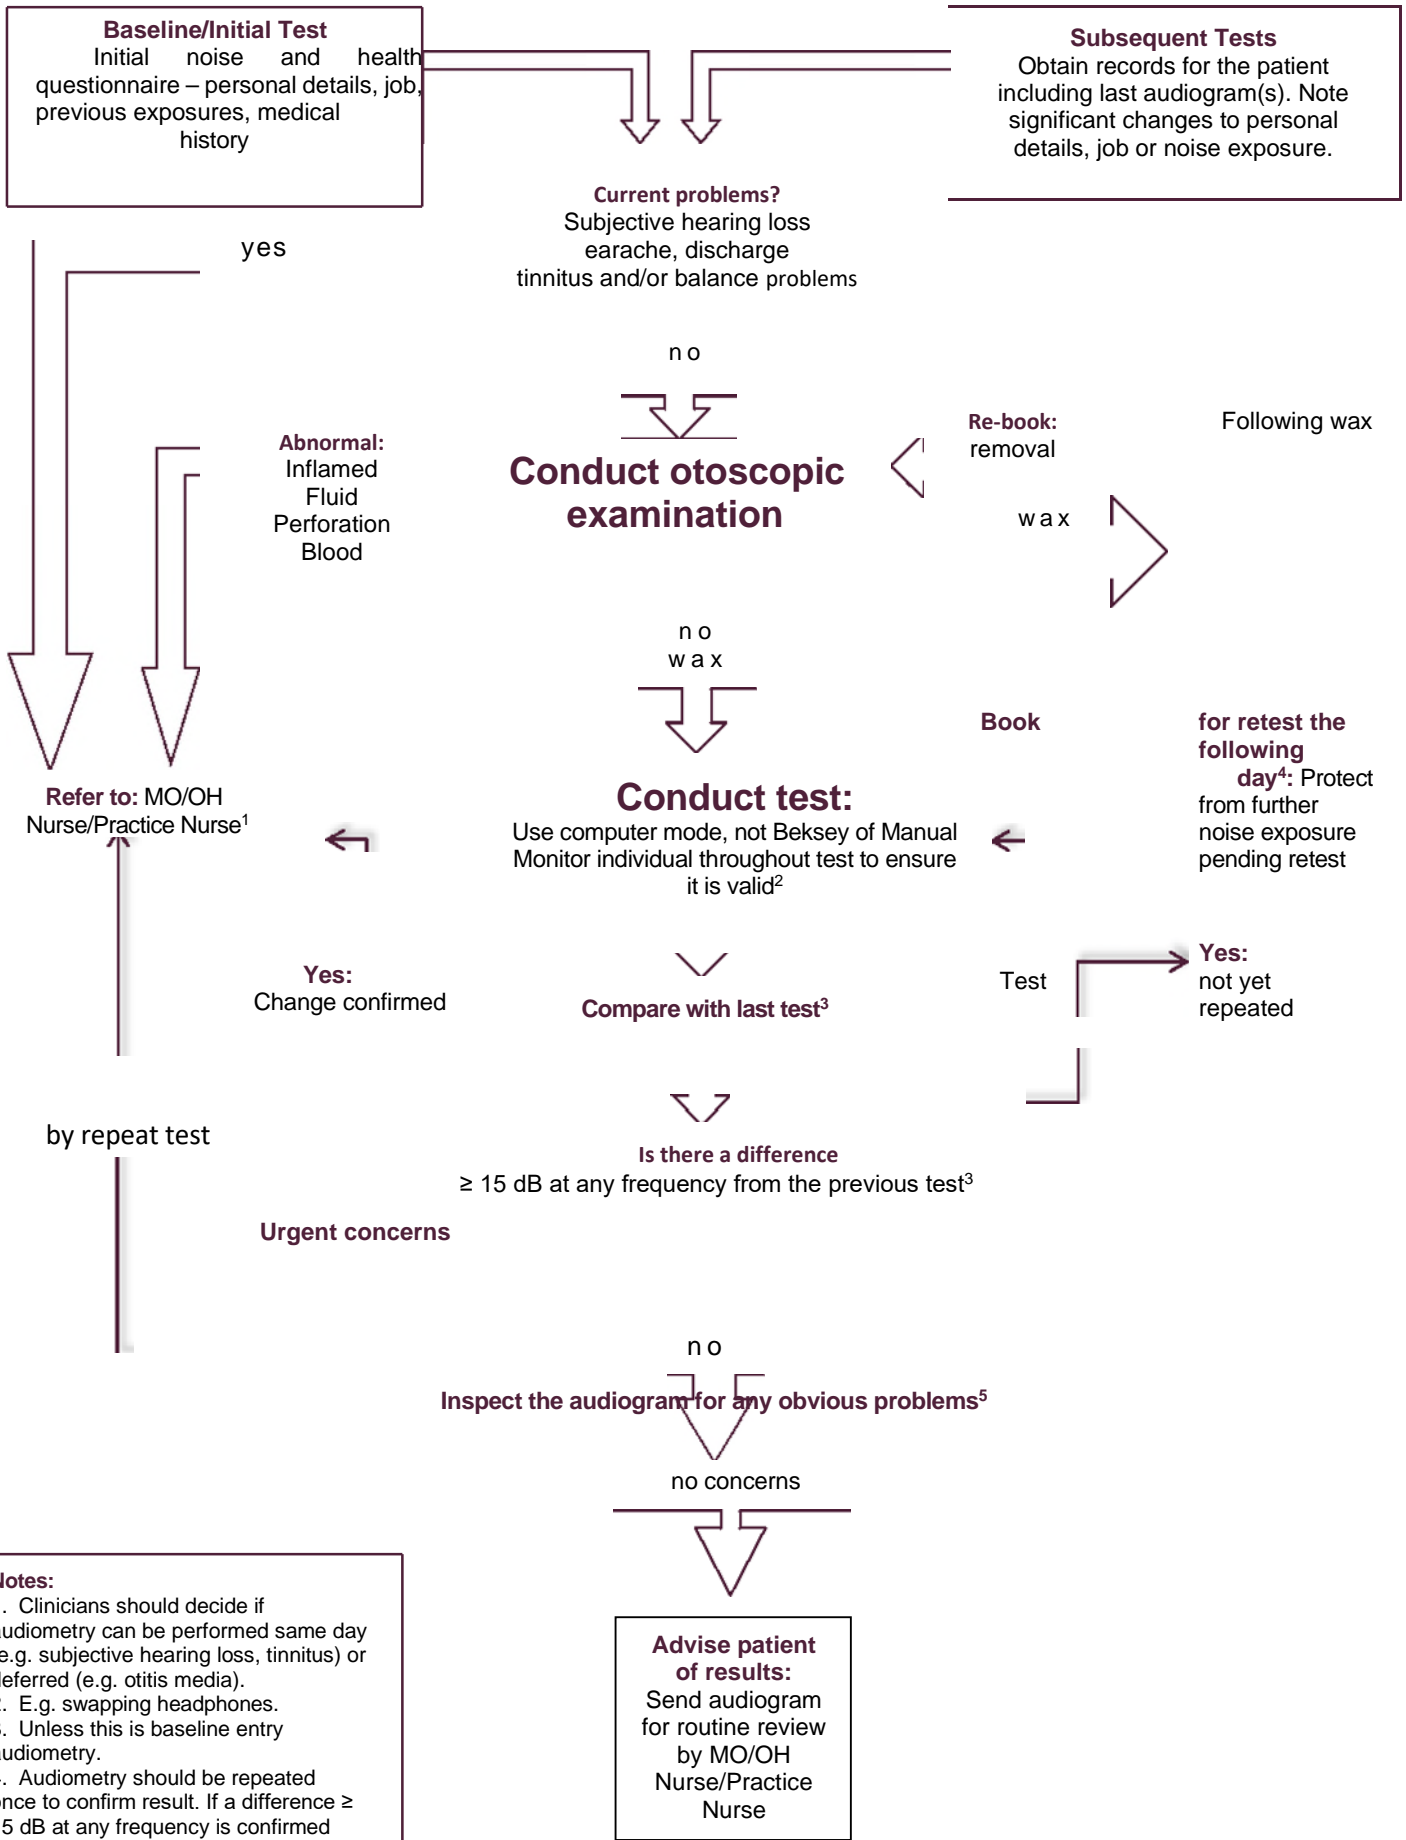 Baseline/Initial Test
Initial noise and health
questionnaire – personal details, job,
previous exposures, medical
history
Subsequent Tests
Obtain records for the patient
including last audiogram(s). Note
significant changes to personal
details, job or noise exposure.
Current problems?
Subjective hearing loss
earache, discharge
tinnitus and/or balance problems
yes
no
Abnormal:
Inflamed
Fluid
Perforation
Blood
Conduct otoscopic
examination
Re-book:
removal
Following wax
wax
no
wax
Refer to: MO/OH
Nurse/Practice Nurse1
Conduct test:
Use computer mode, not Beksey of Manual
Monitor individual throughout test to ensure
it is valid2
Book
for retest the
following
day4: Protect
from further
noise exposure
pending retest
Yes:
Change confirmed
Compare with last test3
Test
Yes:
not yet
repeated
by repeat test
Is there a difference
≥ 15 dB at any frequency from the previous test3
Urgent concerns
no
Inspect the audiogram for any obvious problems5
no concerns
Advise patient
of results:
Send audiogram
for routine review
by MO/OH
Nurse/Practice
Nurse
Notes:
. Clinicians should decide if
audiometry can be performed same day
e.g. subjective hearing loss, tinnitus) or
deferred (e.g. otitis media).
2. E.g. swapping headphones.
3. Unless this is baseline entry
audiometry.
4. Audiometry should be repeated
once to confirm result. If a difference ≥
5 dB at any frequency is confirmed